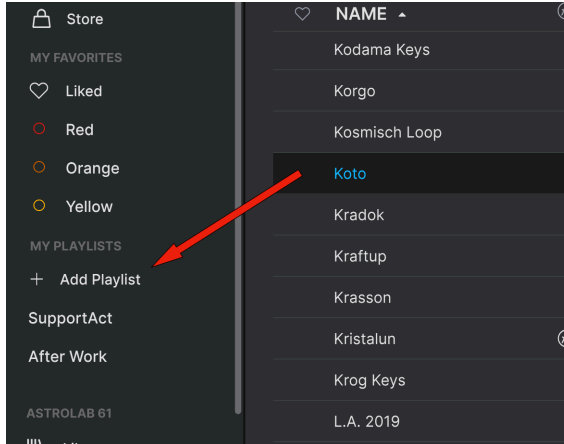 Store
MY FAVORITES
Liked
Red
Orange
Yellow
MY PLAYLISTS
+ Add Playlist
SupportAct
After Work
ASTROLAB 61
NAME
Kodama Keys
Korgo
Kosmisch Loop
Koto
Kradok
Kraftup
Krasson
Kristalun
Krog Keys
L.A. 2019